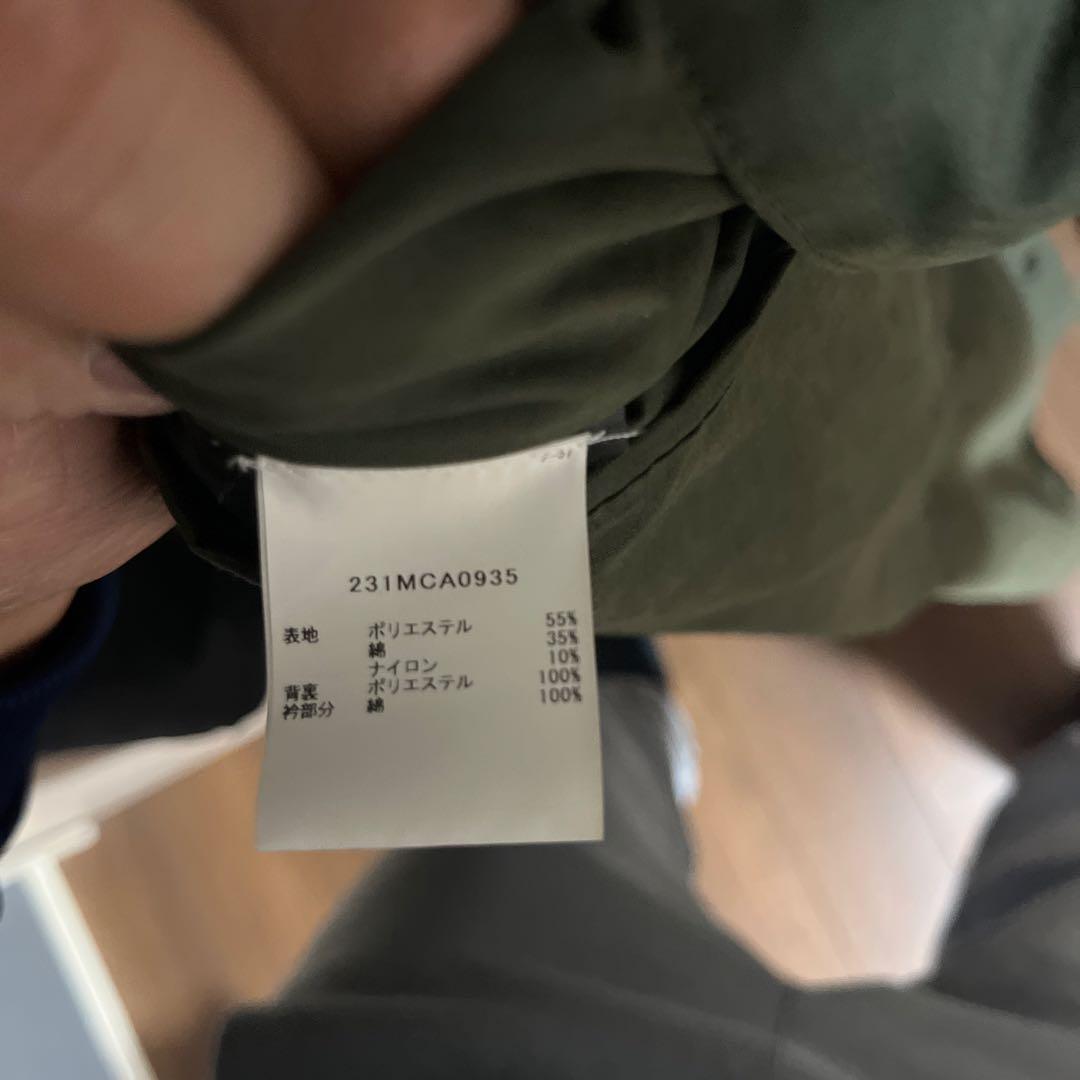 231MCA0935
表地 ポリエステル 55%
綿 35%
ナイロン 10%
背裏 ポリエステル 100%
衿部分 綿 100%